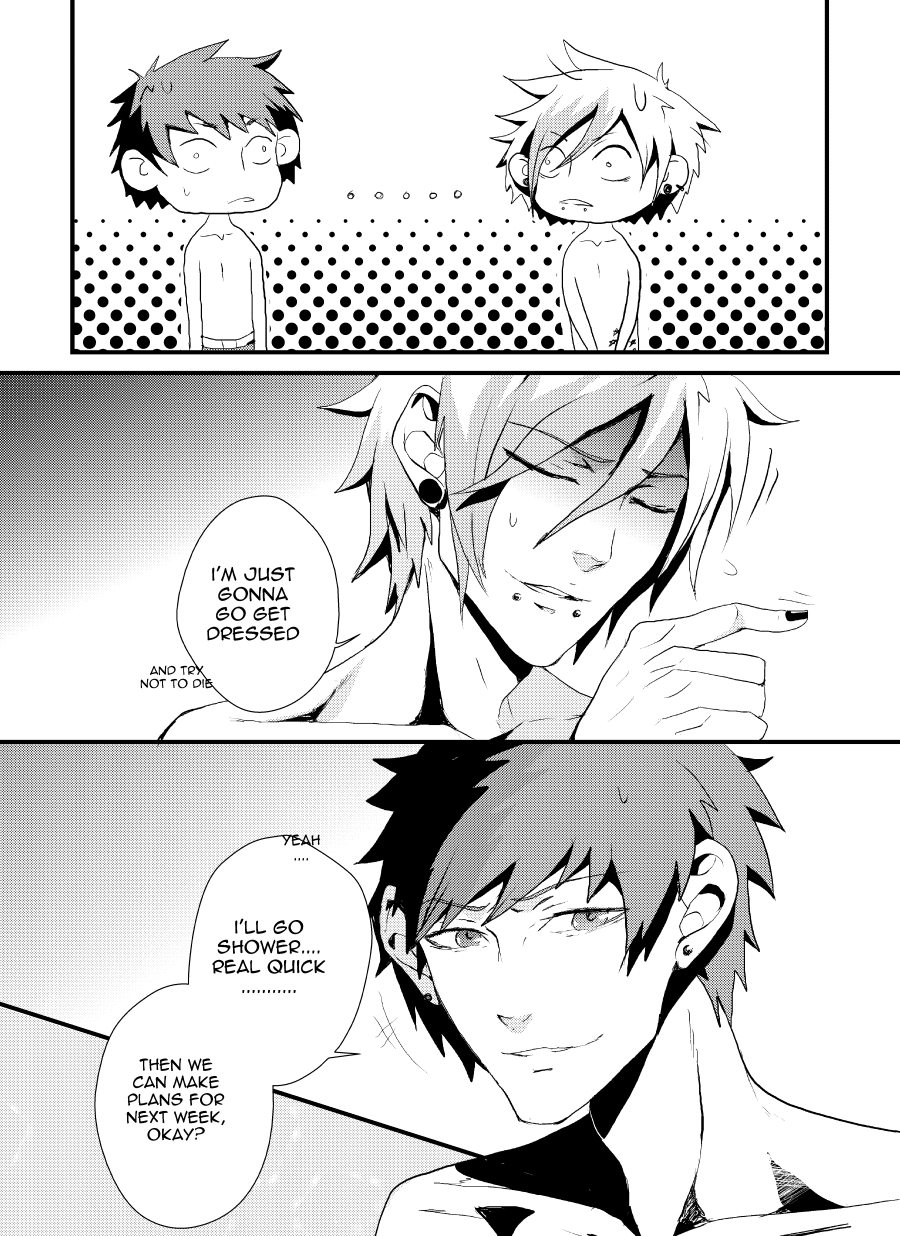 I'M JUST
GONNA
GO GET
DRESSED
AND TRY
NOT TO DIE
YEAH
....
I'LL GO
SHOWER....
REAL QUICK
...........
THEN WE
CAN MAKE
PLANS FOR
NEXT WEEK,
OKAY?